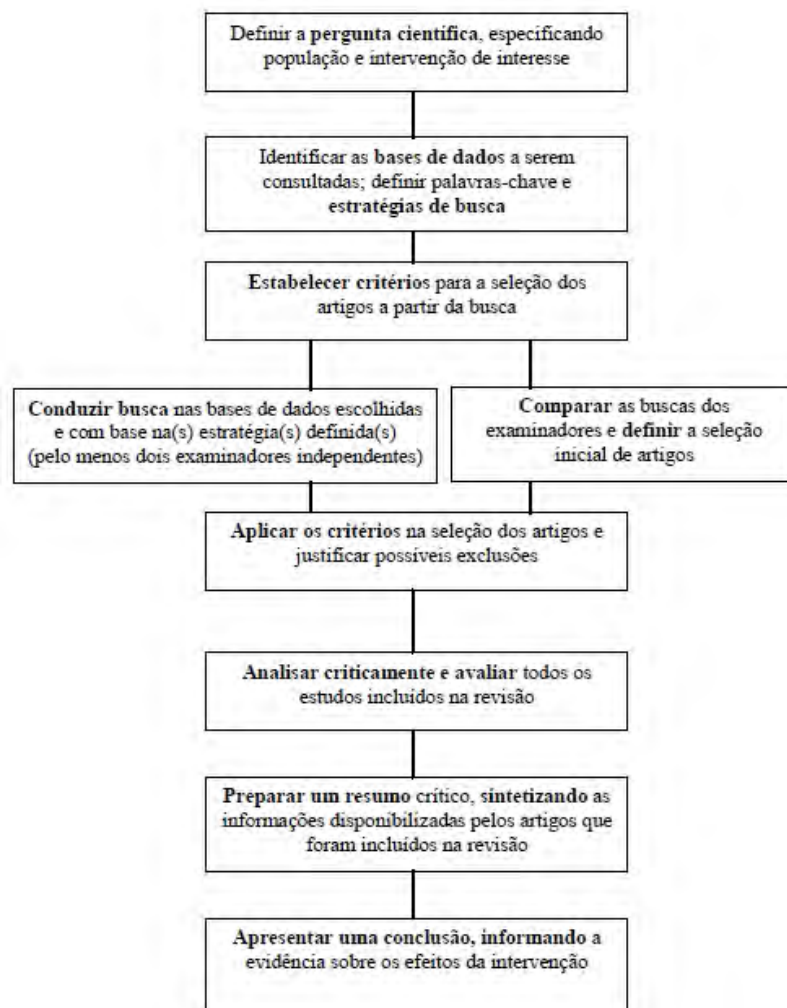 Definir a pergunta científica, especificando
população e intervenção de interesse
Identificar as bases de dados a serem
consultadas; definir palavras-chave e
estratégias de busca
Estabelecer critérios para a seleção dos
artigos a partir da busca
Conduzir busca nas bases de dados escolhidas
e com base na(s) estratégia(s) definida(s)
(pelo menos dois examinadores independentes)
Comparar as buscas dos
examinadores e definir a seleção
inicial de artigos
Aplicar os critérios na seleção dos artigos e
justificar possíveis exclusões
Analisar criticamente e avaliar todos os
estudos incluídos na revisão
Preparar um resumo crítico, sintetizando as
informações disponibilizadas pelos artigos que
foram incluídos na revisão
Apresentar uma conclusão, informando a
evidência sobre os efeitos da intervenção